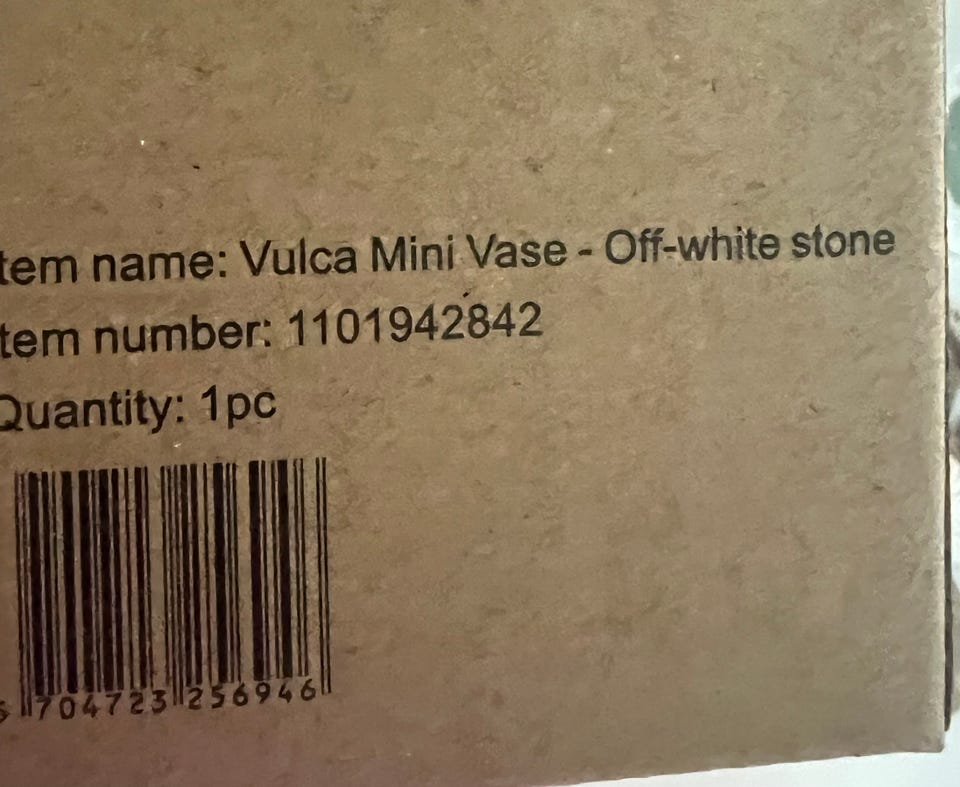 tem name: Vulca Mini Vase - Off-white stone
tem number: 1101942842
Quantity: 1pc
704723 256946